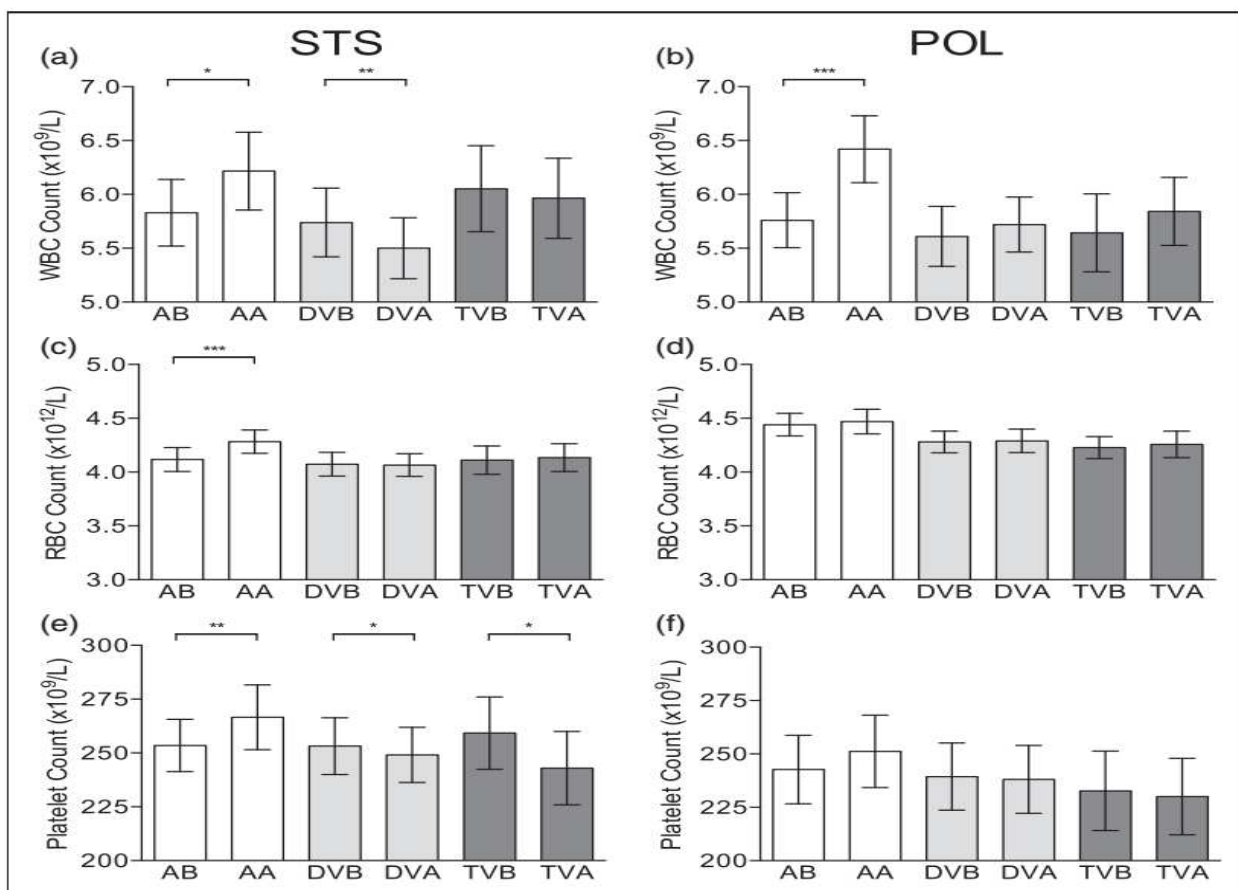 STS
POL
(a)
* **
WBC Count (x10⁹/L)
7.0
6.5
6.0
5.5
5.0
AB AA DVB DVA TVB TVA
(b)
***
WBC Count (x10⁹/L)
7.0
6.5
6.0
5.5
5.0
AB AA DVB DVA TVB TVA
(c)
***
RBC Count (x10¹²/L)
5.0
4.5
4.0
3.5
3.0
AB AA DVB DVA TVB TVA
(d)
RBC Count (x10¹²/L)
5.0
4.5
4.0
3.5
3.0
AB AA DVB DVA TVB TVA
(e)
** * *
Platelet Count (x10⁹/L)
300
275
250
225
200
AB AA DVB DVA TVB TVA
(f)
Platelet Count (x10⁹/L)
300
275
250
225
200
AB AA DVB DVA TVB TVA